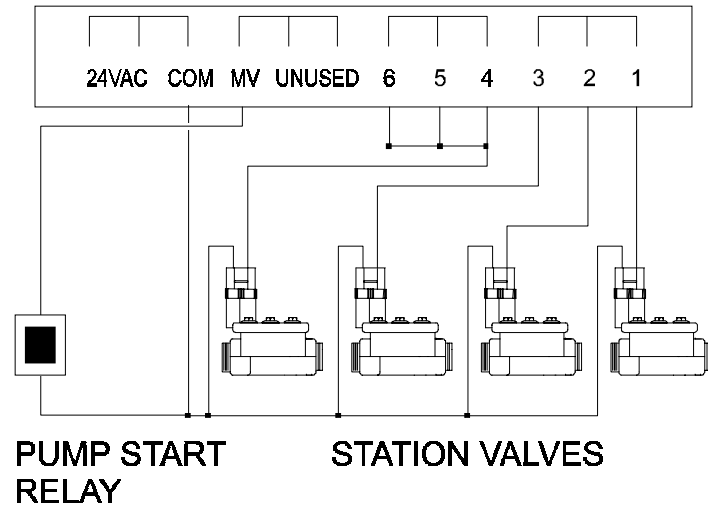 24VAC COM MV UNUSED 6 5 4 3 2 1
PUMP START RELAY
STATION VALVES